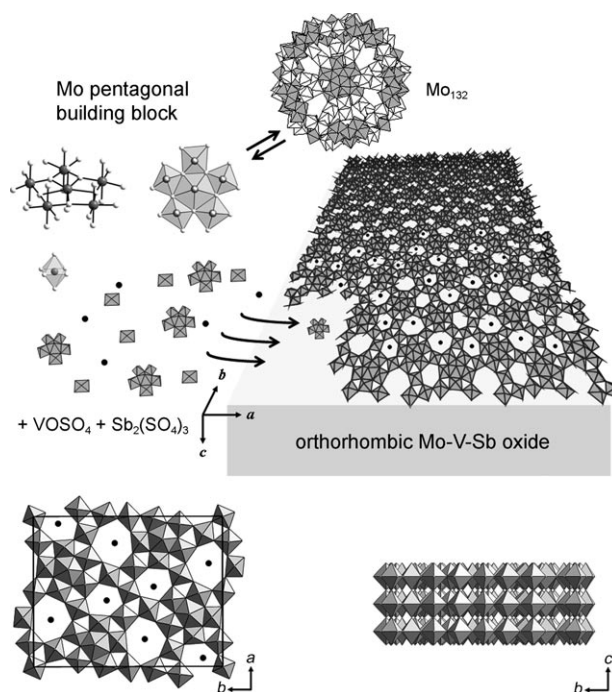 Mo pentagonal
building block
Mo₁₃₂
b
a
c
+ VOSO₄ + Sb₂(SO₄)₃
orthorhombic Mo-V-Sb oxide
a
b
c
b